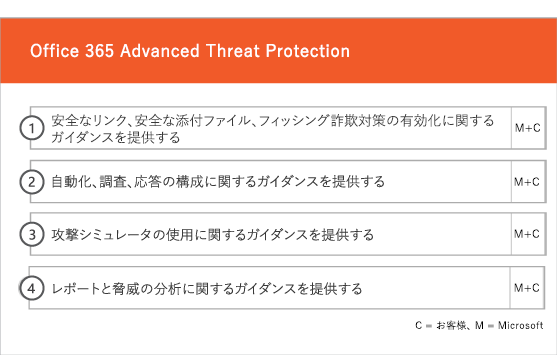 Office 365 Advanced Threat Protection
1 安全なリンク、安全な添付ファイル、フィッシング詐欺対策の有効化に関する
ガイダンスを提供する M+C
2 自動化、調査、応答の構成に関するガイダンスを提供する M+C
3 攻撃シミュレータの使用に関するガイダンスを提供する M+C
4 レポートと脅威の分析に関するガイダンスを提供する M+C
C = お客様、M = Microsoft